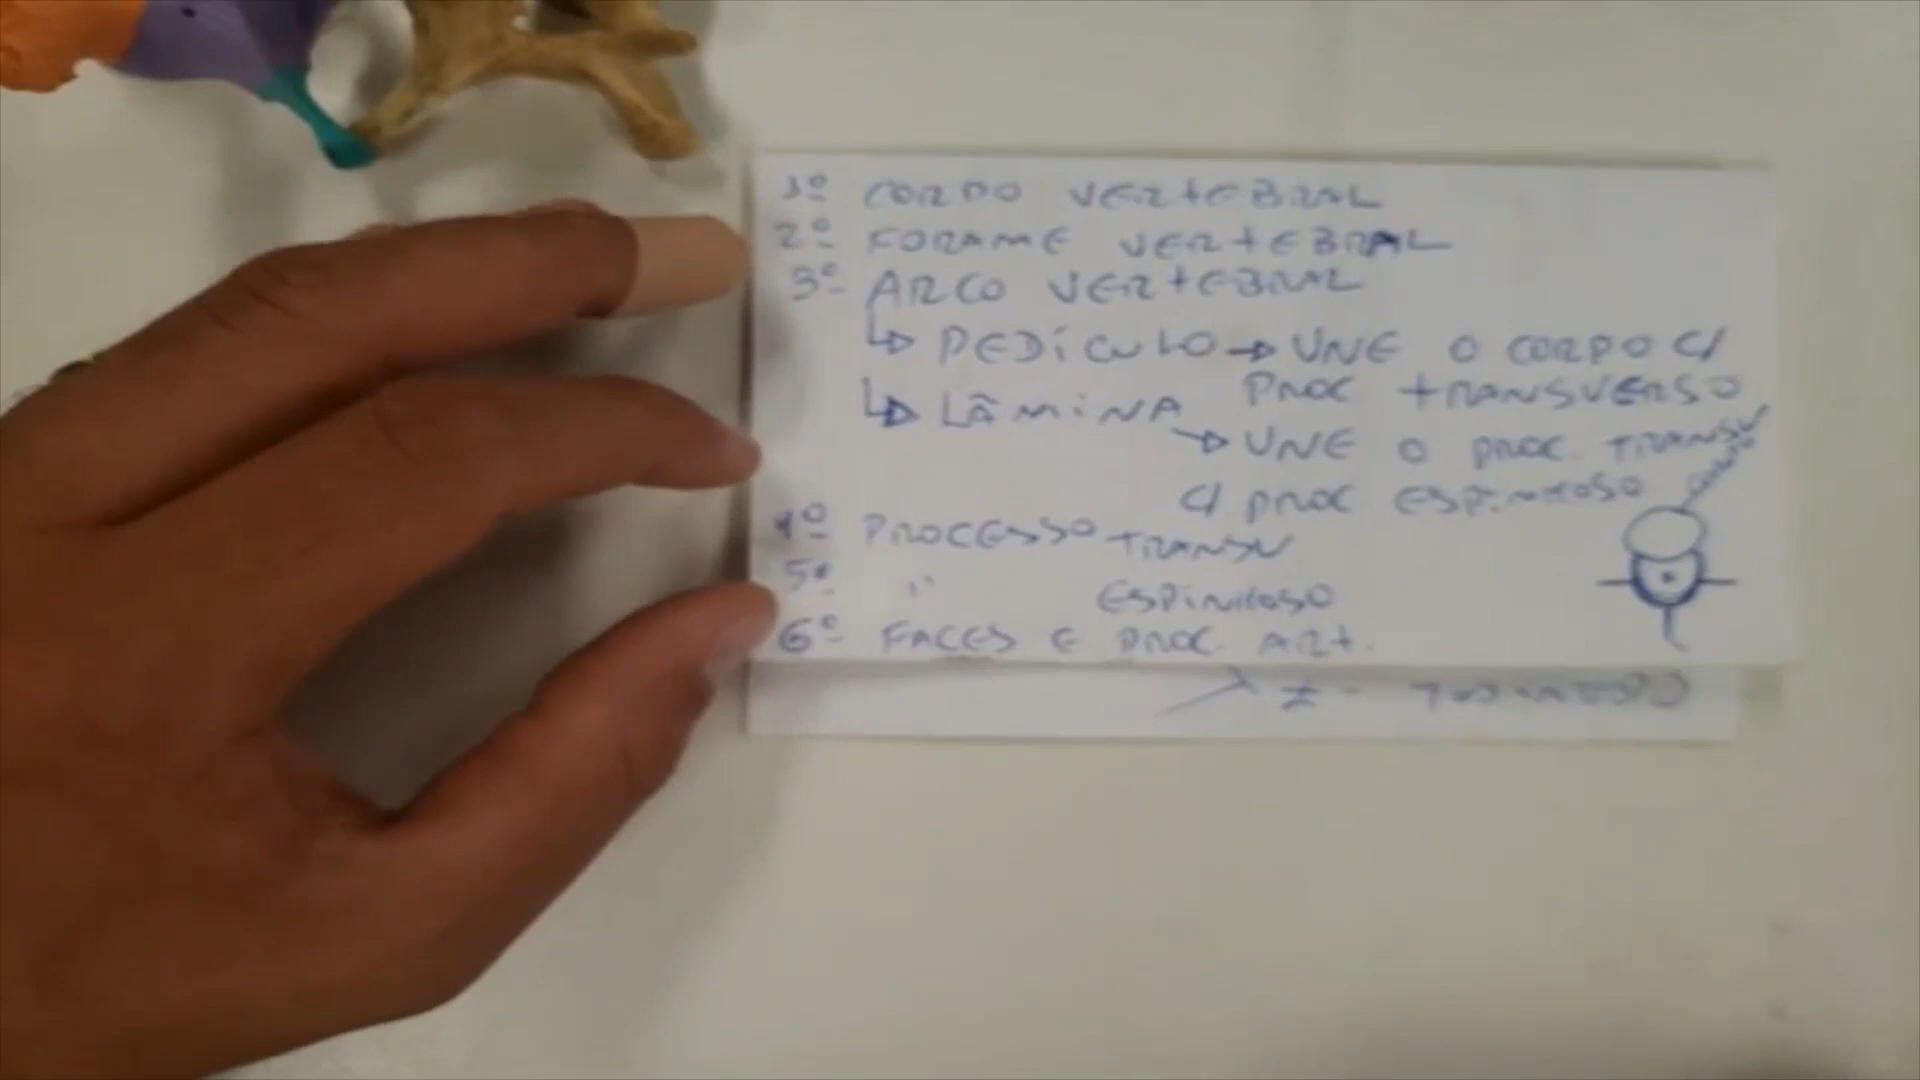 1º CORPO VERTEBRAL
2º FORAME VERTEBRAL
3º ARCO VERTEBRAL
↳ PEDÍCULO → UNE O CORPO C/
PROC TRANSVERSO
↳ LÂMINA
→ UNE O PROC TRANSV
C/ PROC ESPINHOSO
4º PROCESSO TRANSV
5º " ESPINHOSO
6º FACES E PROC ART.